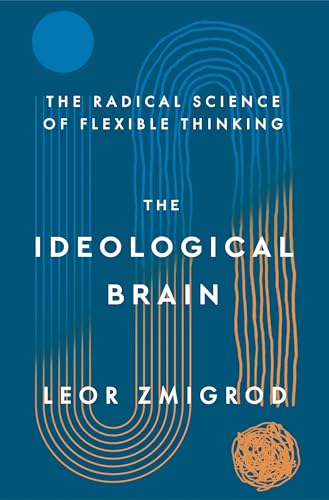 THE RADICAL SCIENCE
OF FLEXIBLE THINKING
THE
IDEOLOGICAL
BRAIN
LEOR ZMIGROD